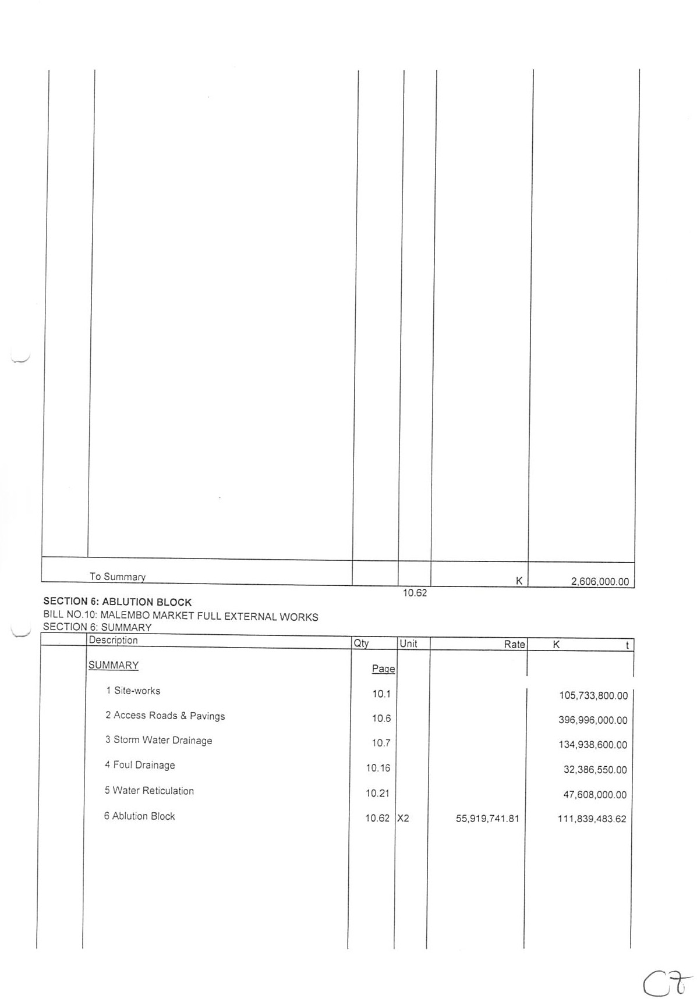 To Summary K 2,606,000.00
10.62
SECTION 6: ABLUTION BLOCK
BILL NO.10: MALEMBO MARKET FULL EXTERNAL WORKS
SECTION 6: SUMMARY
Description Qty Unit Rate K t
SUMMARY Page
1 Site-works 10.1 105,733,800.00
2 Access Roads & Pavings 10.6 396,996,000.00
3 Storm Water Drainage 10.7 134,938,600.00
4 Foul Drainage 10.16 32,386,550.00
5 Water Reticulation 10.21 47,608,000.00
6 Ablution Block 10.62 X2 55,919,741.81 111,839,483.62